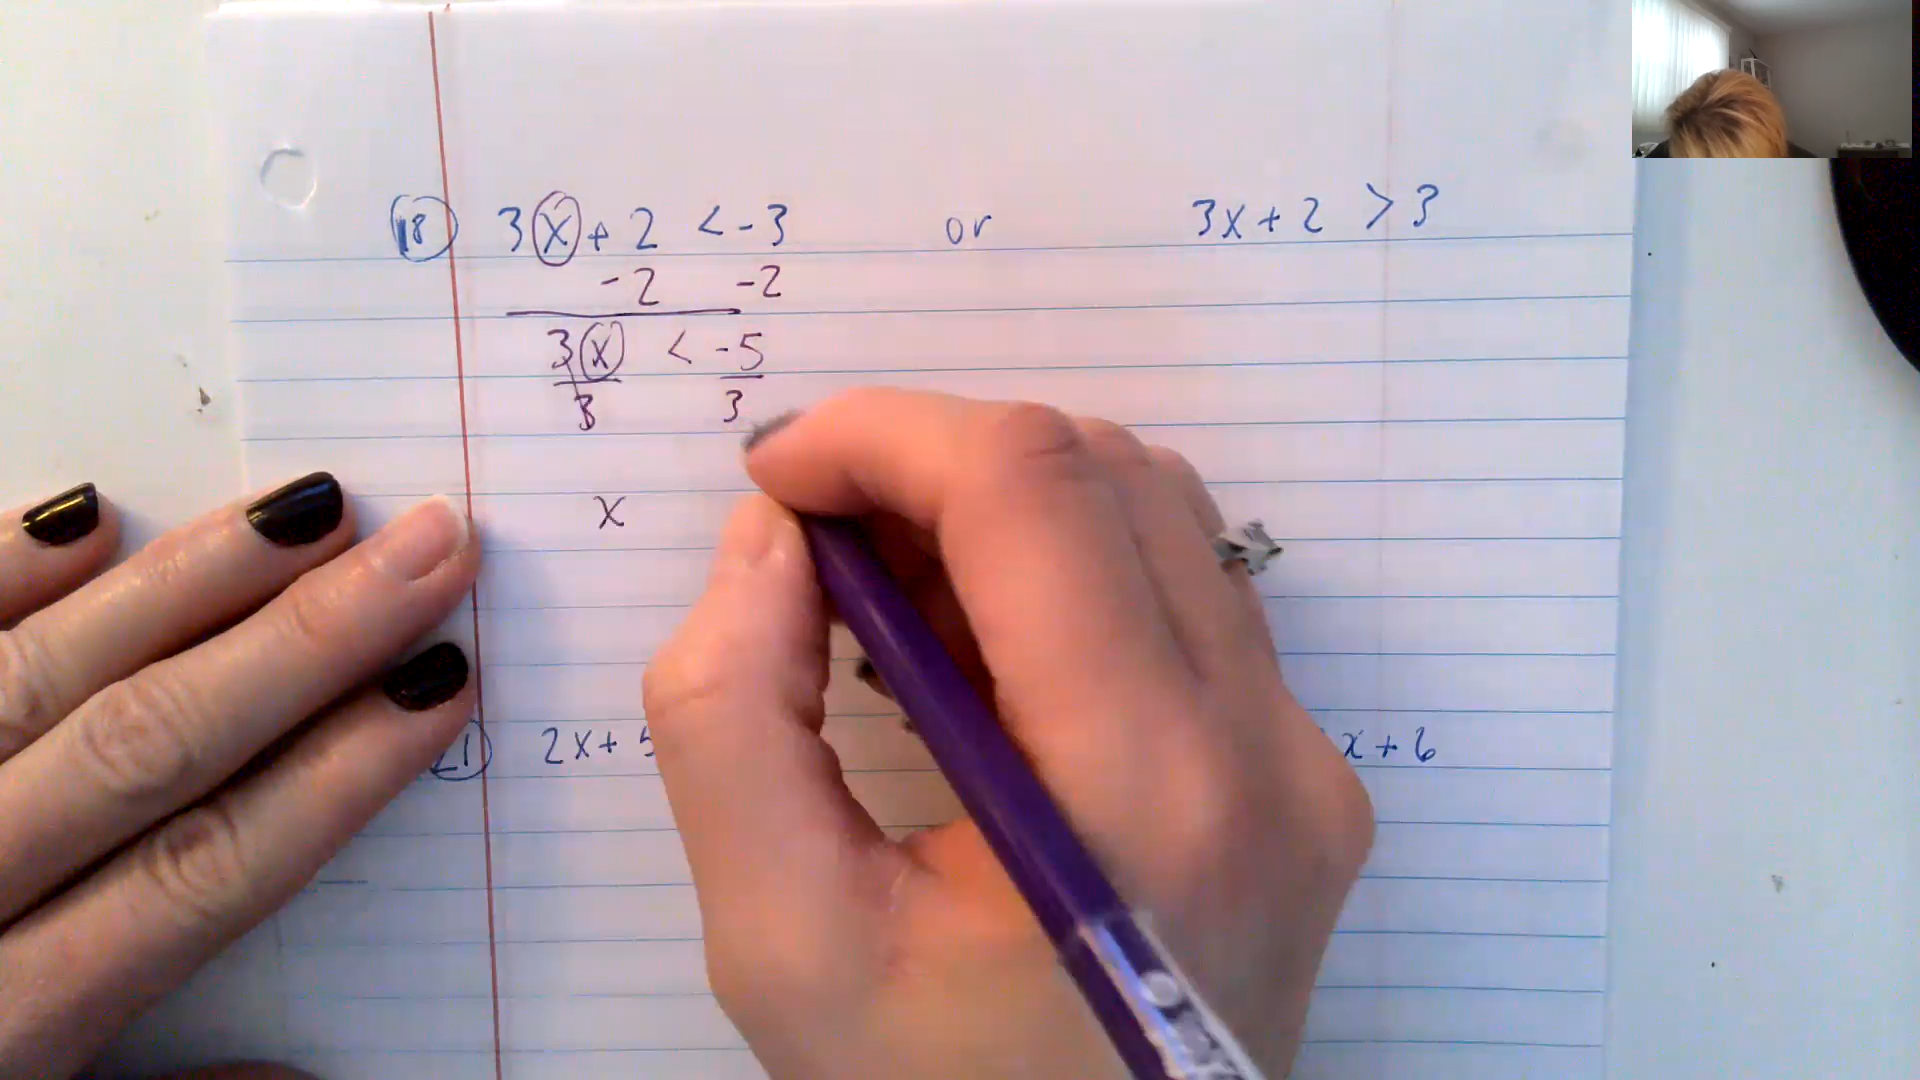 18 3x + 2 < -3 or 3x + 2 > 3
-2 -2
3x < -5
3 3
x
21 2x + 5 x + 6